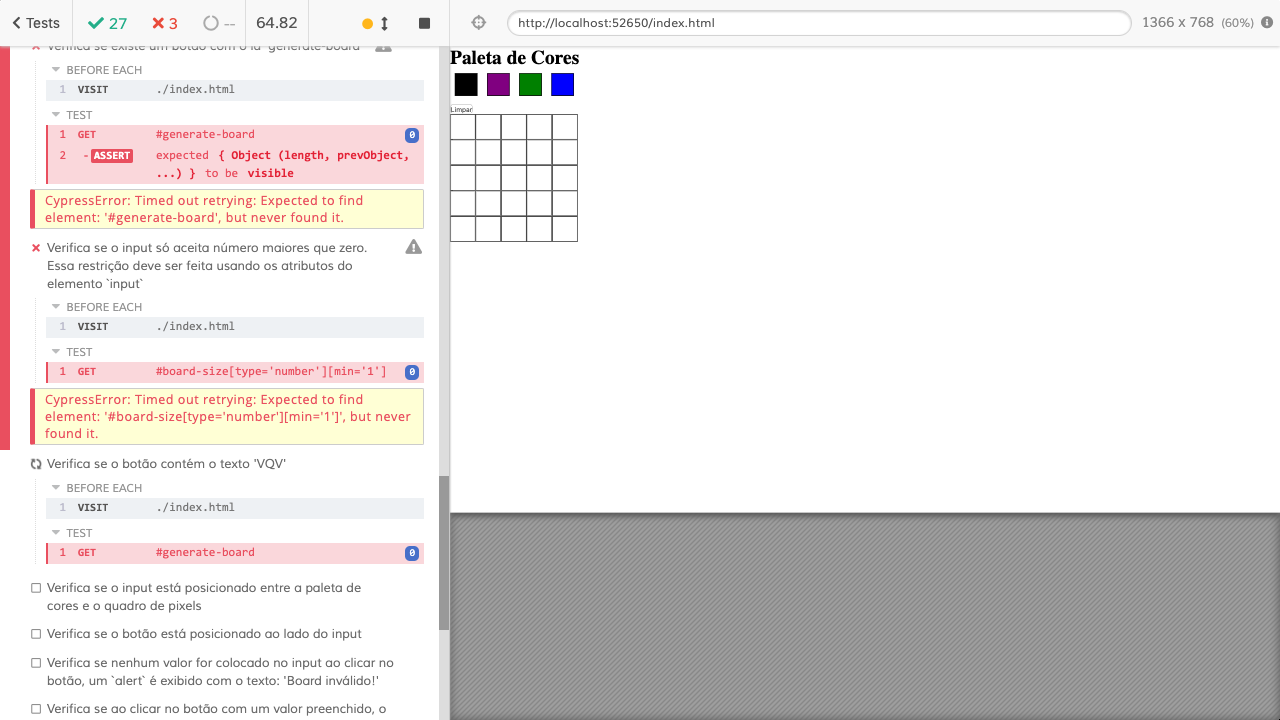 Tests
27
3
--
64.82
http://localhost:52650/index.html
1366 x 768 (60%)
Verifica se existe um botão com o id `generate-board`
BEFORE EACH
1 VISIT ./index.html
TEST
1 GET #generate-board 0
2 -ASSERT expected { Object (length, prevObject,
...) } to be visible
CypressError: Timed out retrying: Expected to find
element: '#generate-board', but never found it.
Verifica se o input só aceita número maiores que zero.
Essa restrição deve ser feita usando os atributos do
elemento `input`
BEFORE EACH
1 VISIT ./index.html
TEST
1 GET #board-size[type='number'][min='1'] 0
CypressError: Timed out retrying: Expected to find
element: '#board-size[type='number'][min='1']', but never
found it.
Verifica se o botão contém o texto 'VQV'
BEFORE EACH
1 VISIT ./index.html
TEST
1 GET #generate-board 0
Verifica se o input está posicionado entre a paleta de
cores e o quadro de pixels
Verifica se o botão está posicionado ao lado do input
Verifica se nenhum valor for colocado no input ao clicar no
botão, um `alert` é exibido com o texto: 'Board inválido!'
Verifica se ao clicar no botão com um valor preenchido, o
Paleta de Cores
Limpar